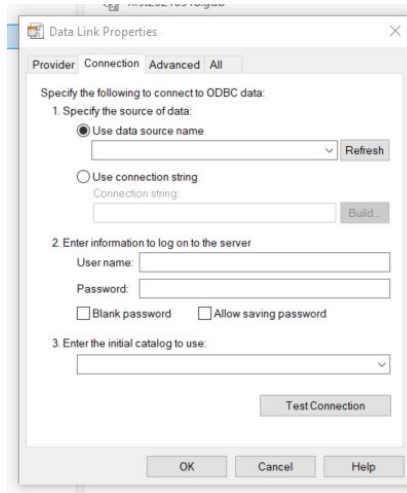 Data Link Properties
Provider Connection Advanced All
Specify the following to connect to ODBC data:
1. Specify the source of data:
Use data source name
Refresh
Use connection string
Connection string:
Build...
2. Enter information to log on to the server
User name:
Password:
Blank password Allow saving password
3. Enter the initial catalog to use:
Test Connection
OK Cancel Help